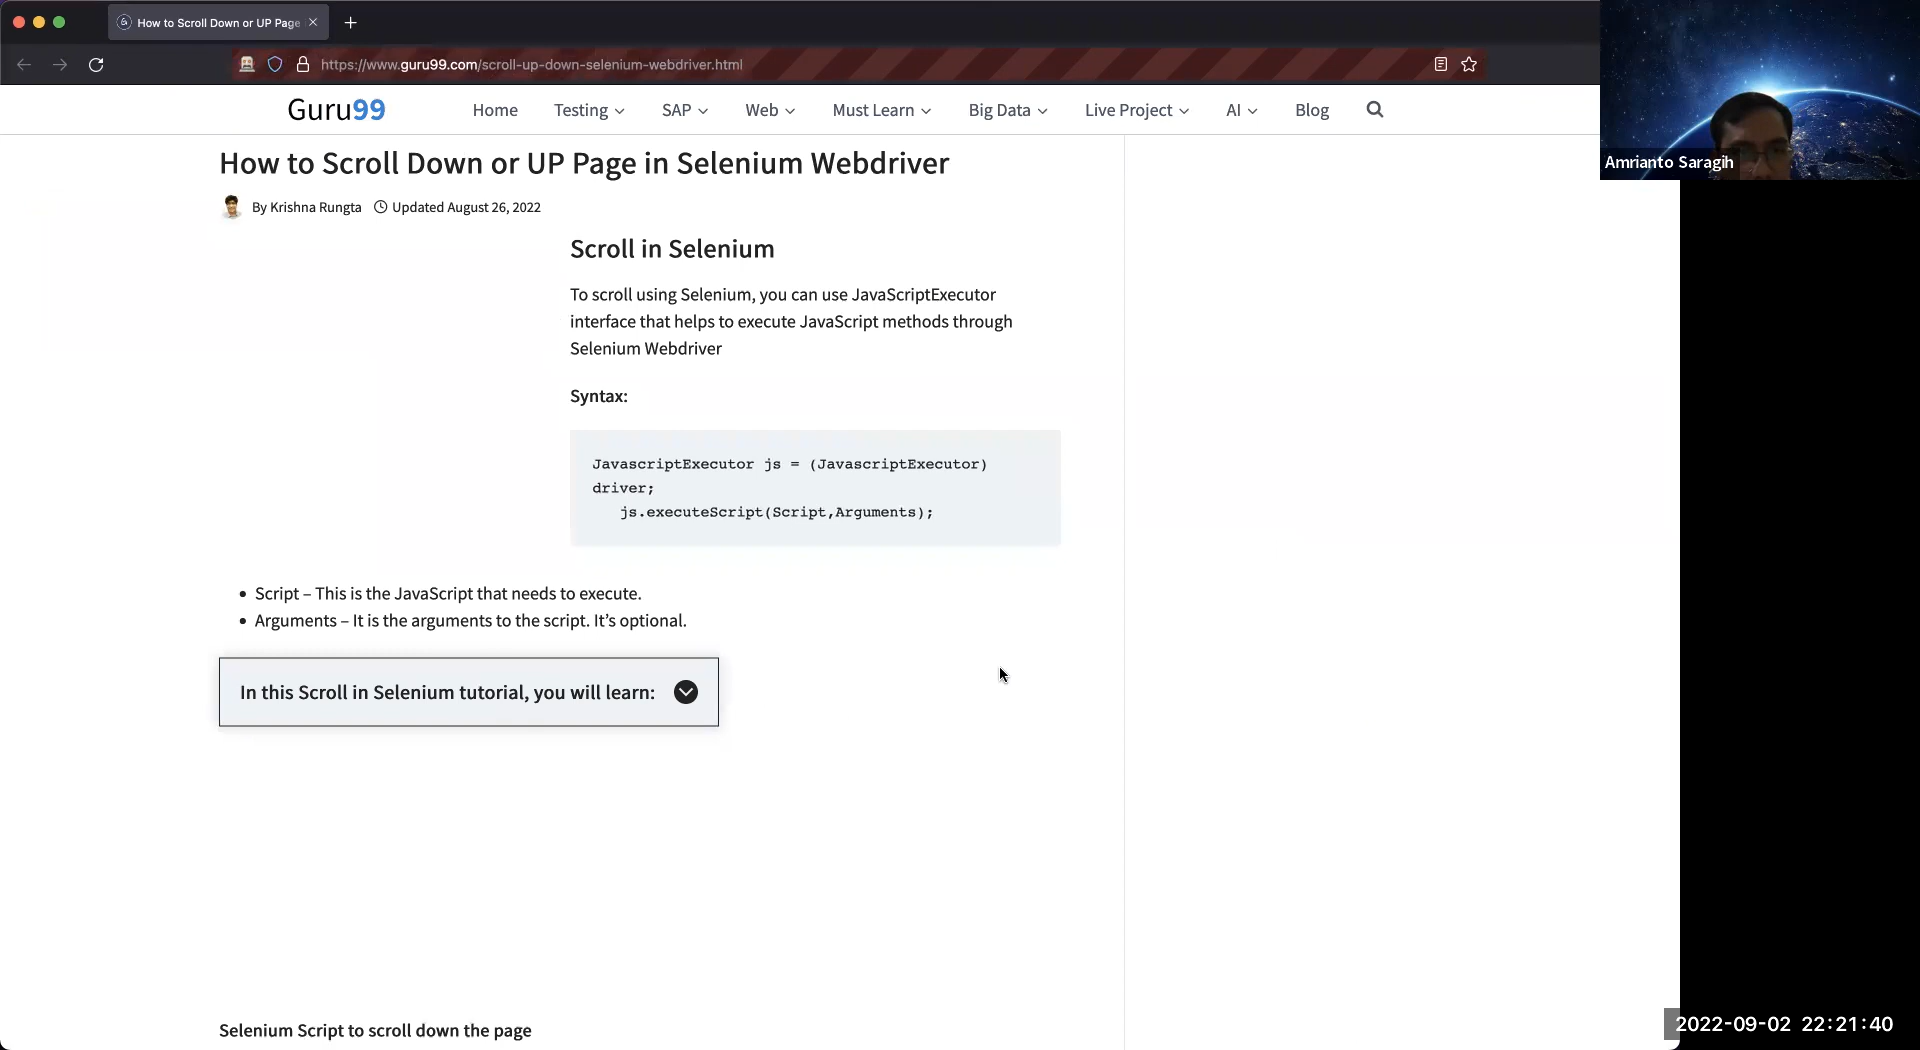 How to Scroll Down or UP Page
https://www.guru99.com/scroll-up-down-selenium-webdriver.html
Guru99 Home Testing SAP Web Must Learn Big Data Live Project AI Blog
Amrianto Saragih
How to Scroll Down or UP Page in Selenium Webdriver
By Krishna Rungta Updated August 26, 2022
Scroll in Selenium
To scroll using Selenium, you can use JavaScriptExecutor
interface that helps to execute JavaScript methods through
Selenium Webdriver
Syntax:
JavascriptExecutor js = (JavascriptExecutor)
driver;
js.executeScript(Script,Arguments);
• Script – This is the JavaScript that needs to execute.
• Arguments – It is the arguments to the script. It’s optional.
In this Scroll in Selenium tutorial, you will learn:
Selenium Script to scroll down the page
2022-09-02 22:21:40